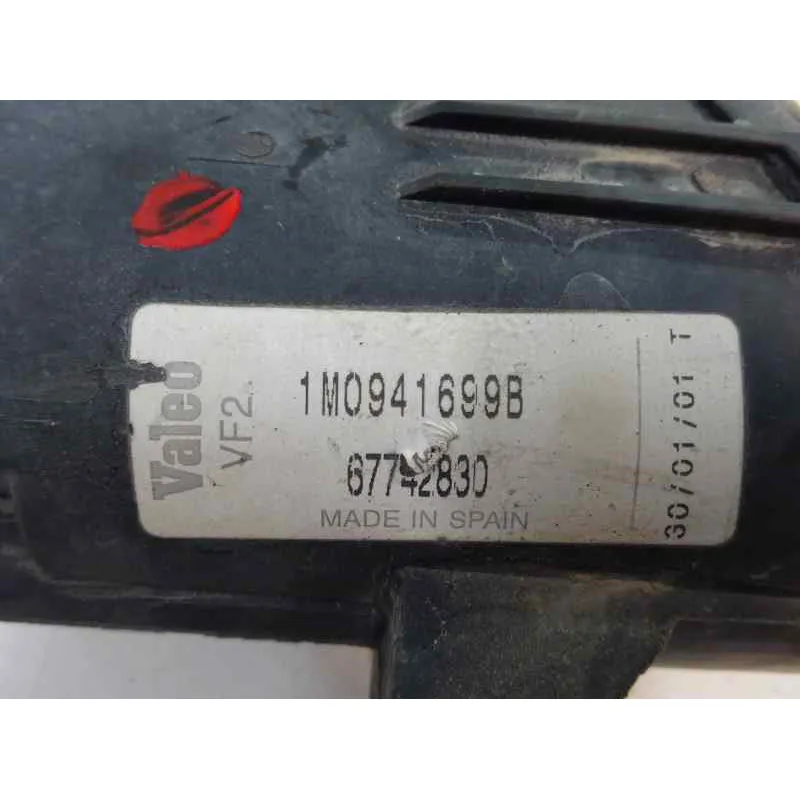 Valeo
VF2
1M0941699B
67742830
MADE IN SPAIN
30/01/01 T